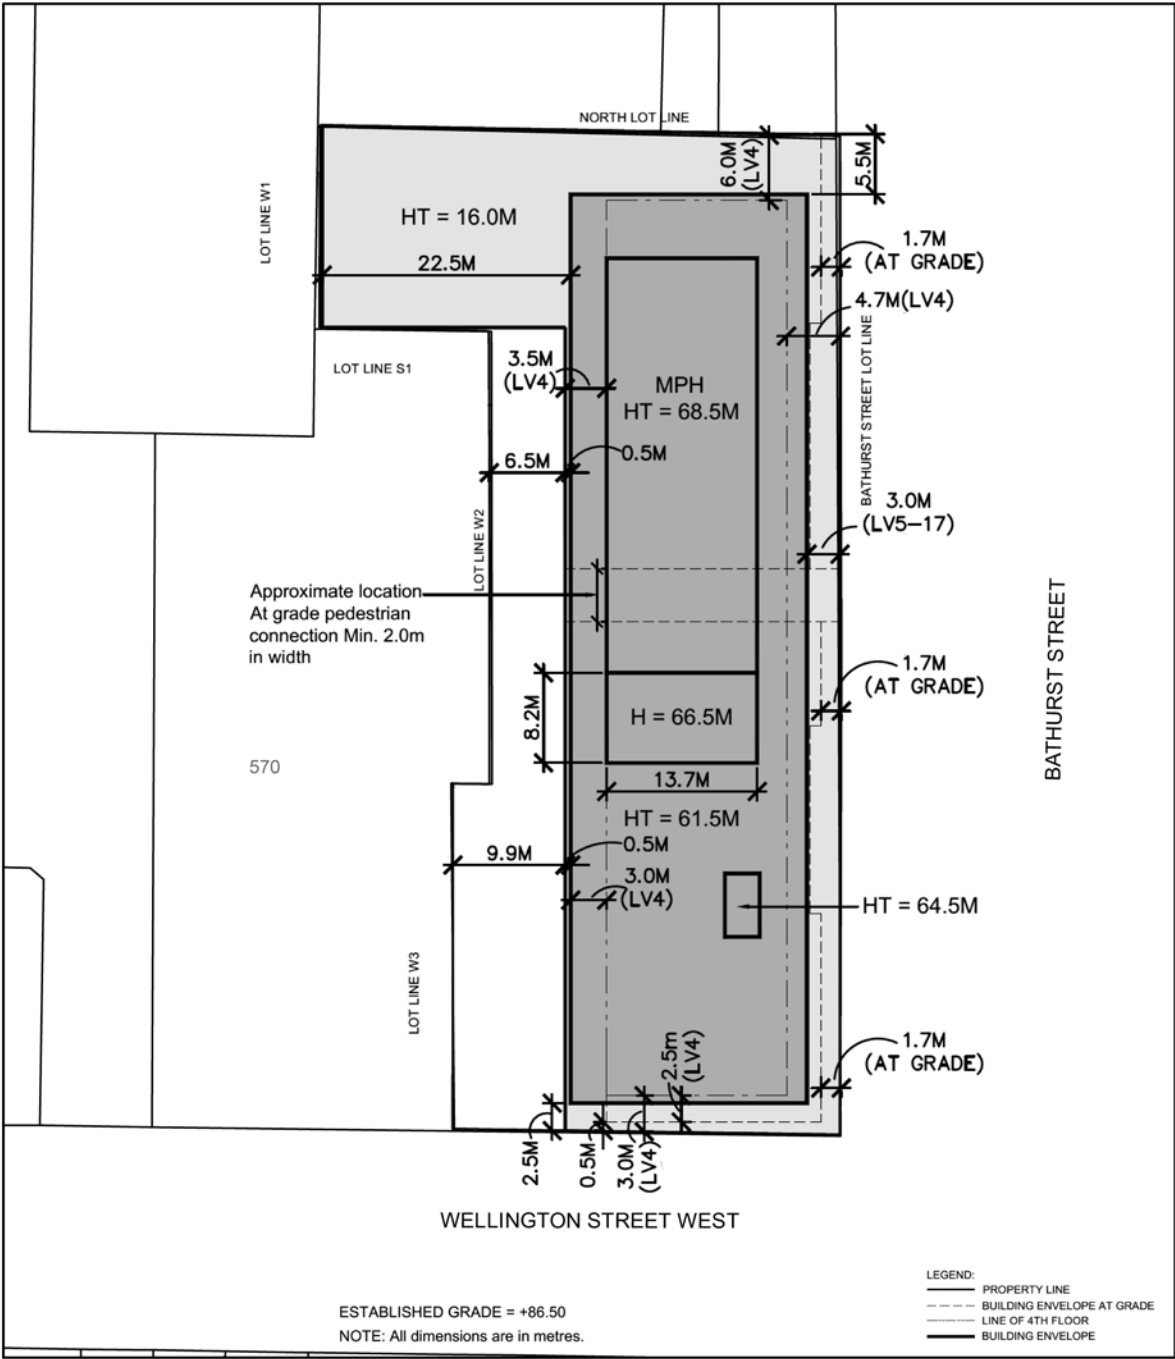 NORTH LOT LINE
LOT LINE W1
HT = 16.0M
6.0M
(LV4)
5.5M
1.7M
(AT GRADE)
22.5M
4.7M(LV4)
BATHURST STREET LOT LINE
LOT LINE S1
3.5M
(LV4)
MPH
HT = 68.5M
6.5M
0.5M
3.0M
(LV5-17)
LOT LINE W2
Approximate location
At grade pedestrian
connection Min. 2.0m
in width
BATHURST STREET
1.7M
(AT GRADE)
8.2M
H = 66.5M
570
13.7M
HT = 61.5M
9.9M
0.5M
3.0M
(LV4)
HT = 64.5M
LOT LINE W3
2.5m
(LV4)
1.7M
(AT GRADE)
2.5M
0.5M
3.0M
(LV4)
WELLINGTON STREET WEST
ESTABLISHED GRADE = +86.50
NOTE: All dimensions are in metres.
LEGEND:
PROPERTY LINE
BUILDING ENVELOPE AT GRADE
LINE OF 4TH FLOOR
BUILDING ENVELOPE